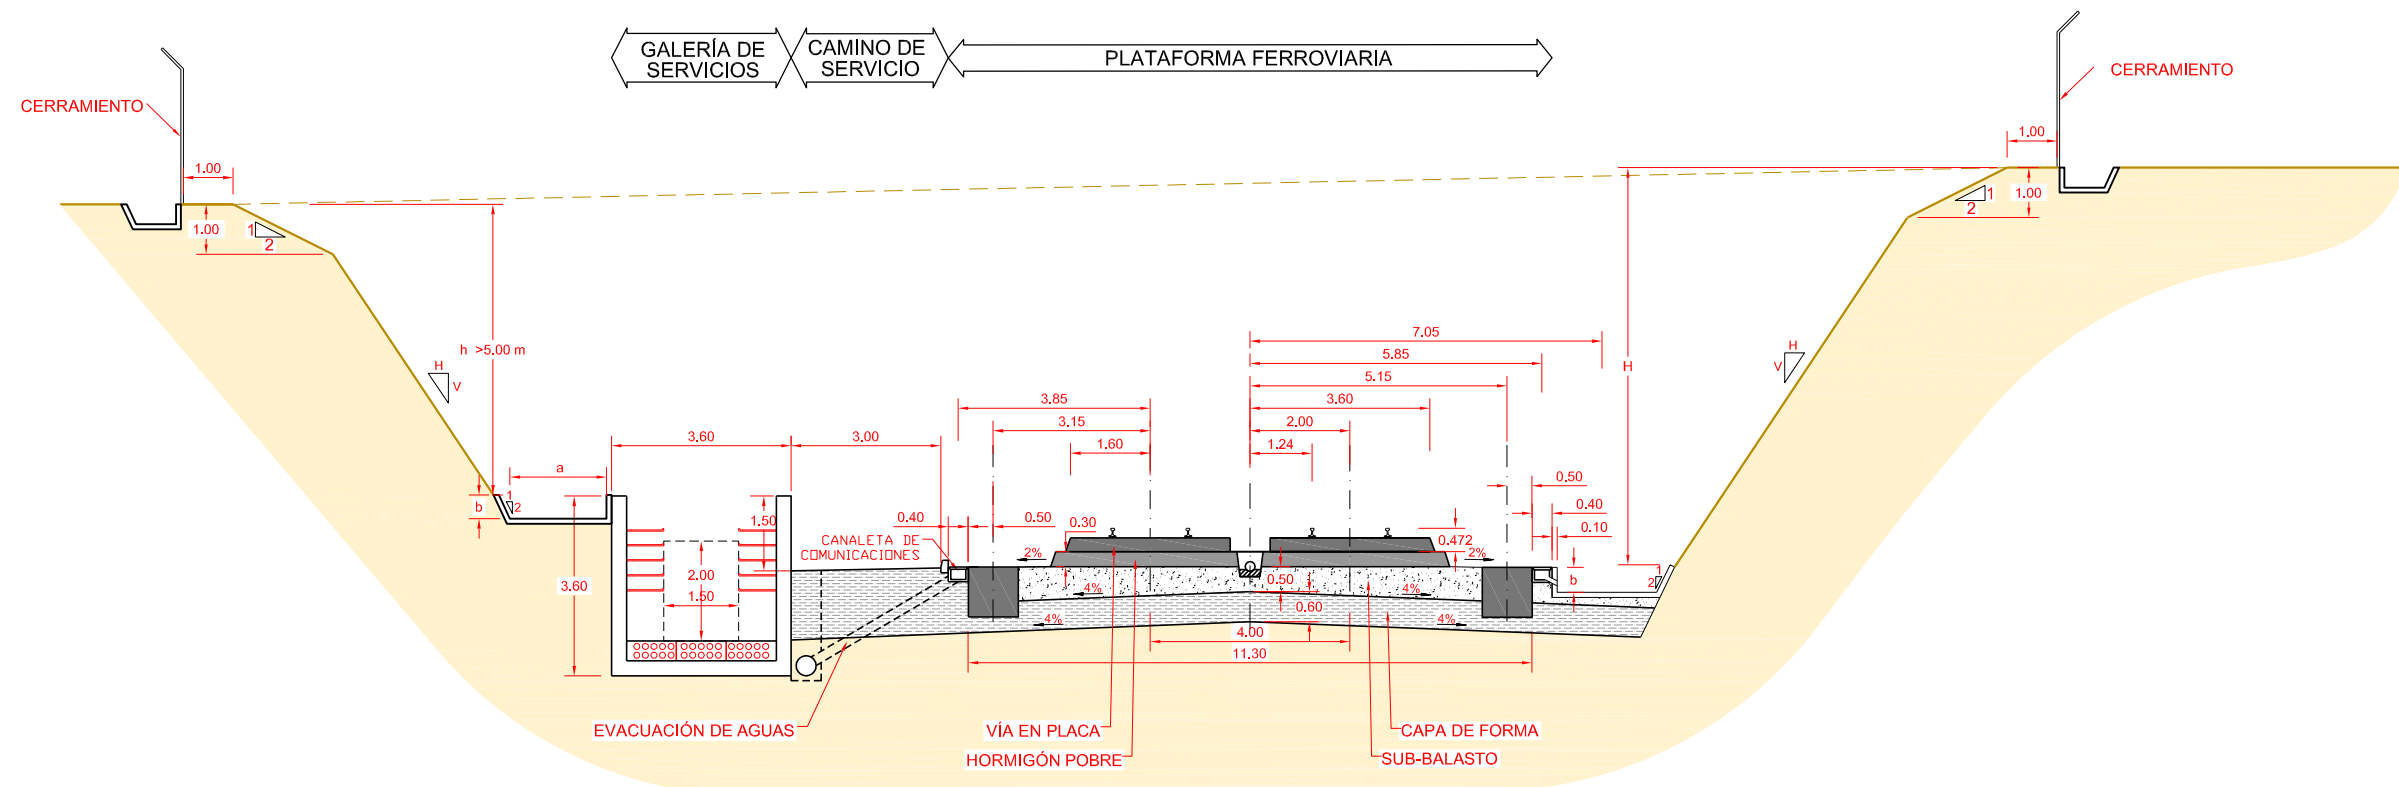 GALERÍA DE
SERVICIOS
CAMINO DE
SERVICIO
PLATAFORMA FERROVIARIA
CERRAMIENTO
CERRAMIENTO
1.00
1.00
1.00
1
2
1.00
1
2
7.05
h >5.00 m
H
V
H
H
V
5.85
5.15
3.85
3.60
3.15
2.00
3.60
3.00
1.60
1.24
a
b
1
2
1.50
0.50
0.40
0.10
0.40
0.50
0.30
0.472
CANALETA DE
COMUNICACIONES
2%
2%
2.00
1.50
3.60
0.50
4%
4%
0.60
4%
4%
b
1
2
4.00
11.30
EVACUACIÓN DE AGUAS
VÍA EN PLACA
CAPA DE FORMA
HORMIGÓN POBRE
SUB-BALASTO